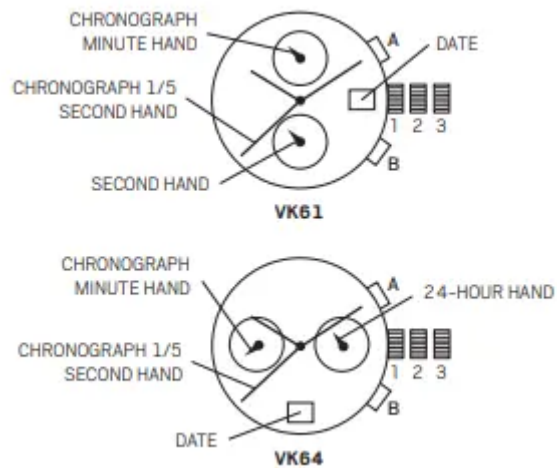 CHRONOGRAPH
MINUTE HAND
A
DATE
CHRONOGRAPH 1/5
SECOND HAND
1 2 3
SECOND HAND
B
VK61
CHRONOGRAPH
MINUTE HAND
A
24-HOUR HAND
CHRONOGRAPH 1/5
SECOND HAND
1 2 3
B
DATE
VK64